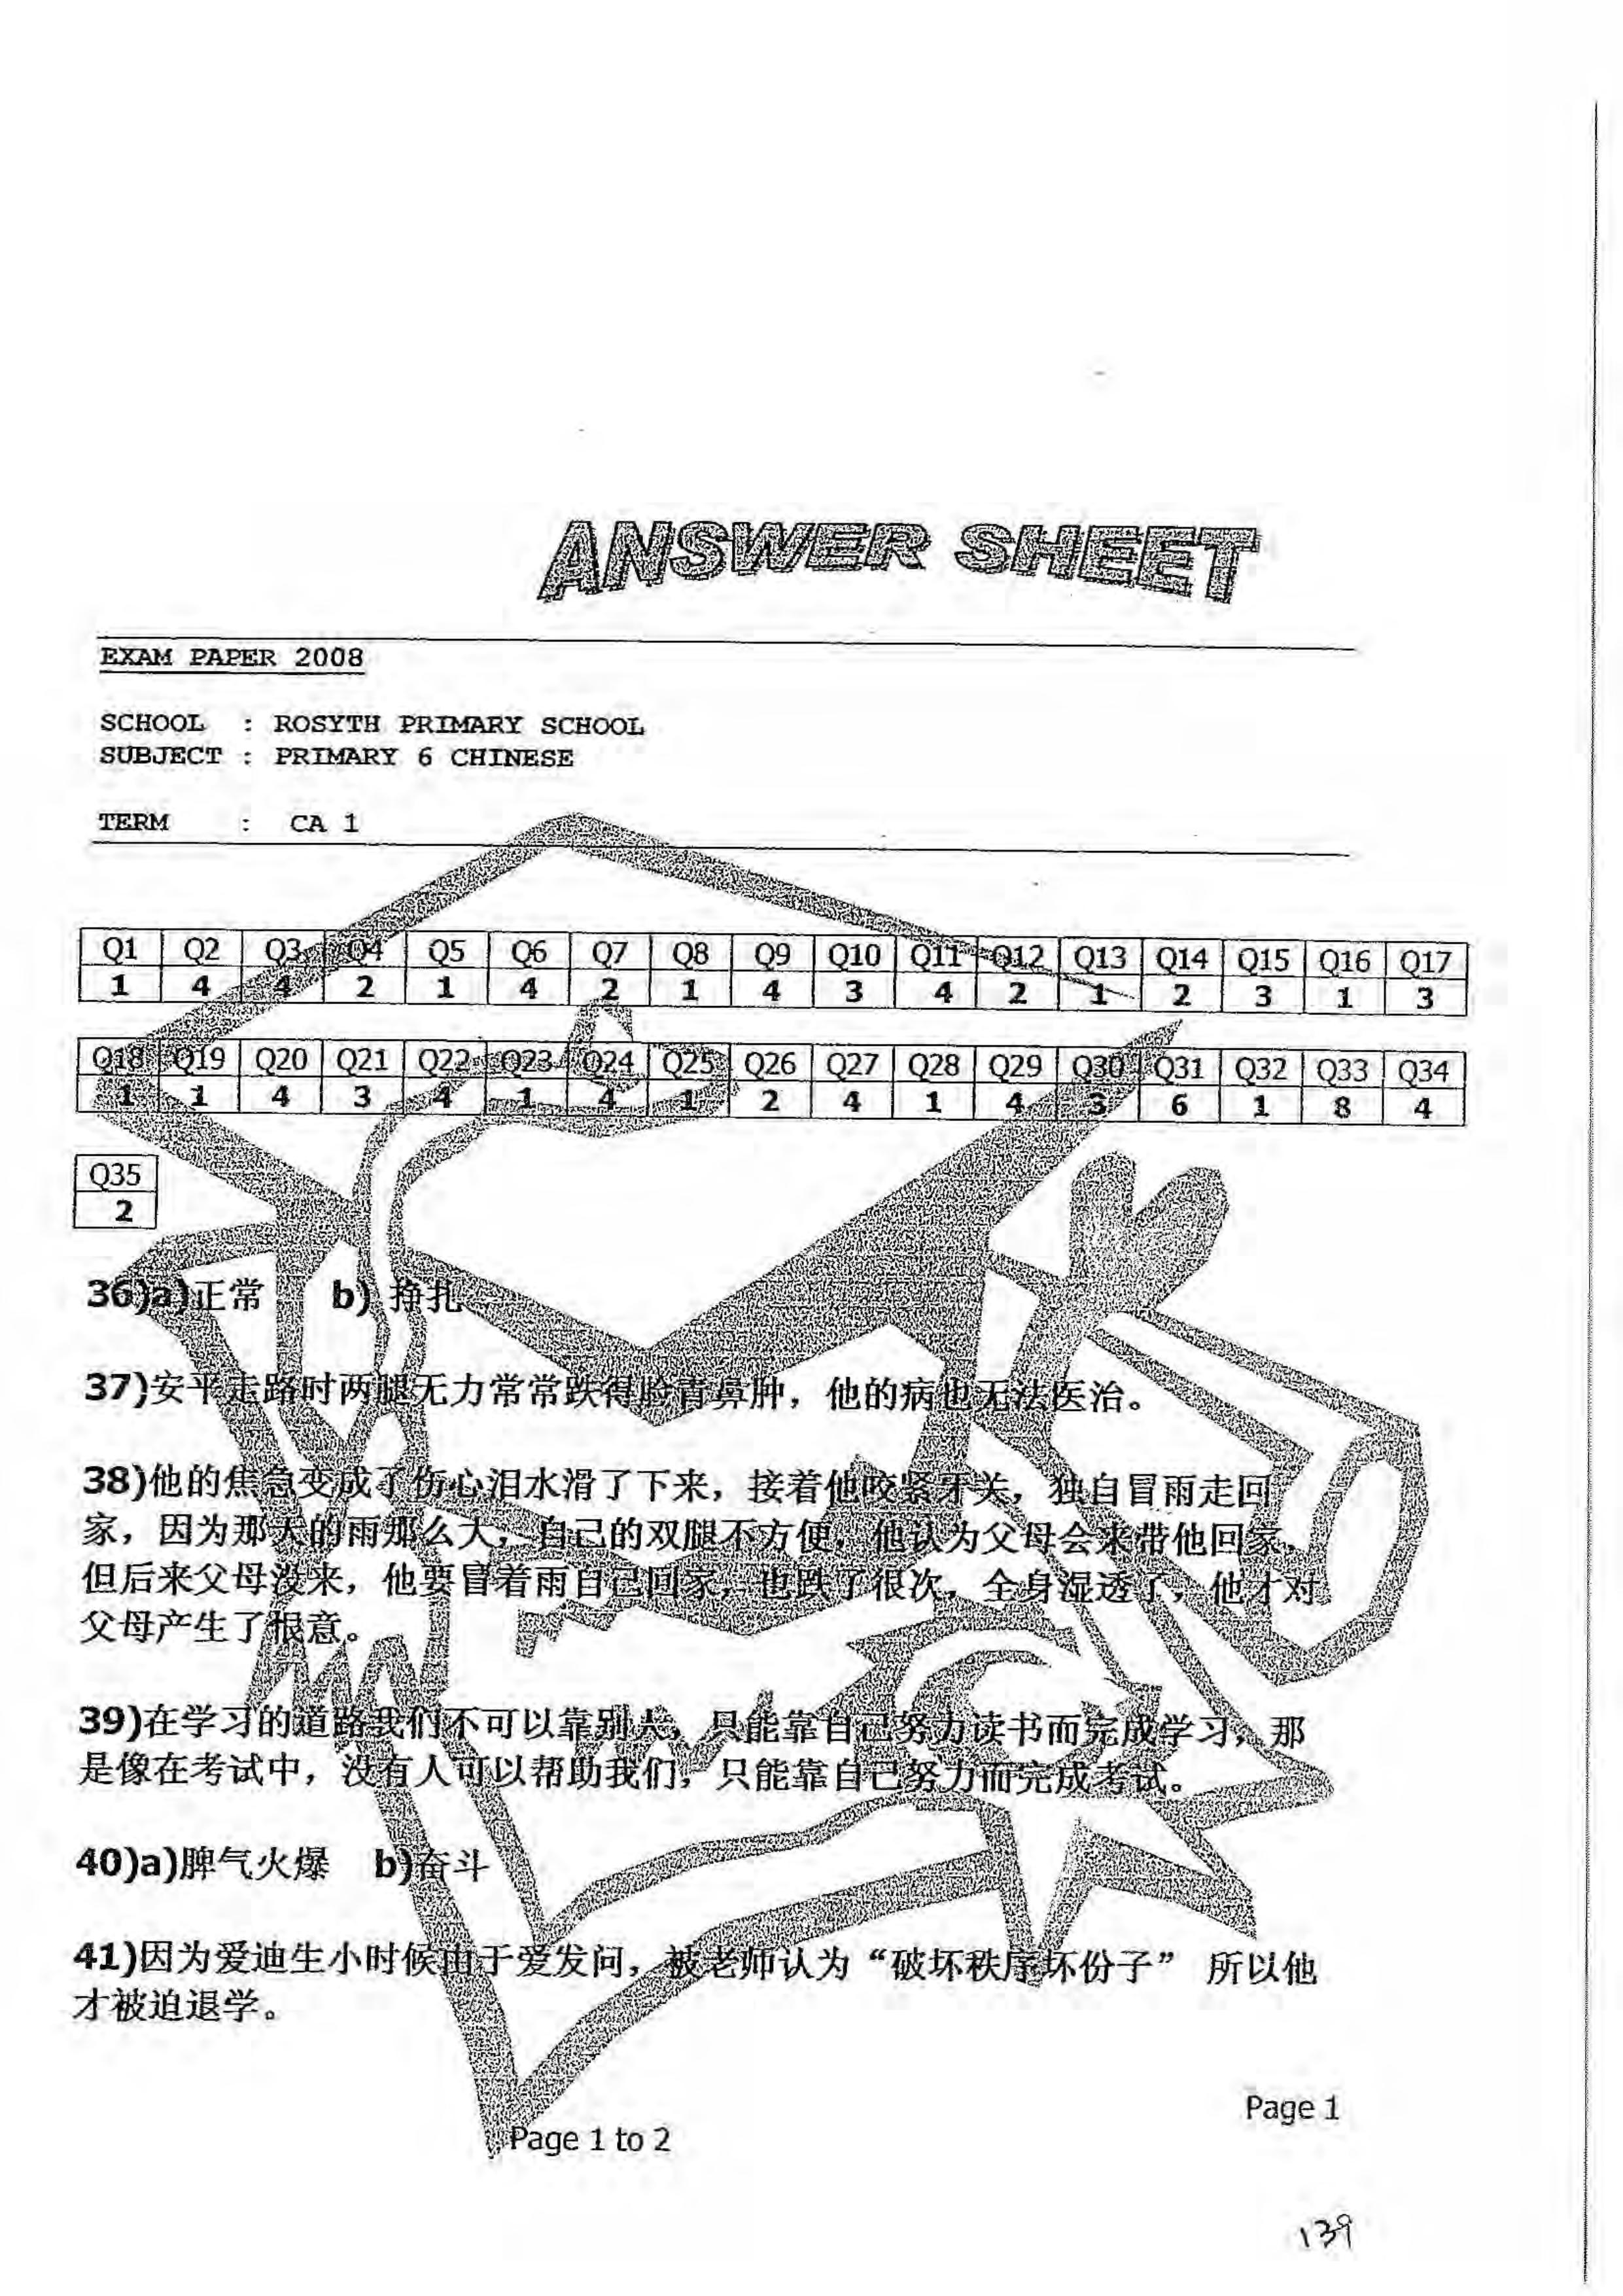 ANSWER SHEET
EXAM PAPER 2008
SCHOOL : ROSYTH PRIMARY SCHOOL
SUBJECT : PRIMARY 6 CHINESE
TERM : CA 1
Q1 Q2 Q3 Q4 Q5 Q6 Q7 Q8 Q9 Q10 Q11 Q12 Q13 Q14 Q15 Q16 Q17
1 4 4 2 1 4 2 1 4 3 4 2 1 2 3 1 3
Q18 Q19 Q20 Q21 Q22 Q23 Q24 Q25 Q26 Q27 Q28 Q29 Q30 Q31 Q32 Q33 Q34
1 1 4 3 4 1 4 1 2 4 1 4 3 6 1 8 4
Q35
2
36)a)正常 b) 挣扎
37)安平走路时两腿无力常常跌得脸青鼻肿，他的病也无法医治。
38)他的焦急变成了伤心泪水滑了下来，接着他咬紧牙关，独自冒雨走回
家，因为那天的雨那么大，自己的双腿不方便，他认为父母会来带他回家，
但后来父母没来，他要冒着雨自己回家，也跌了很次，全身湿透了，他才对
父母产生了恨意。
39)在学习的道路我们不可以靠别人，只能靠自己努力读书而完成学习，那
是像在考试中，没有人可以帮助我们，只能靠自己努力而完成考试。
40)a)脾气火爆 b)奋斗
41)因为爱迪生小时候由于爱发问，被老师认为“破坏秩序坏份子” 所以他
才被迫退学。
Page 1
Page 1 to 2
139